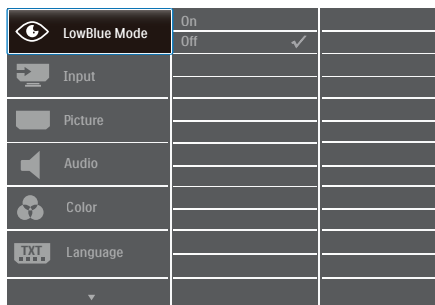 LowBlue Mode
On
Off
Input
Picture
Audio
Color
TXT
Language